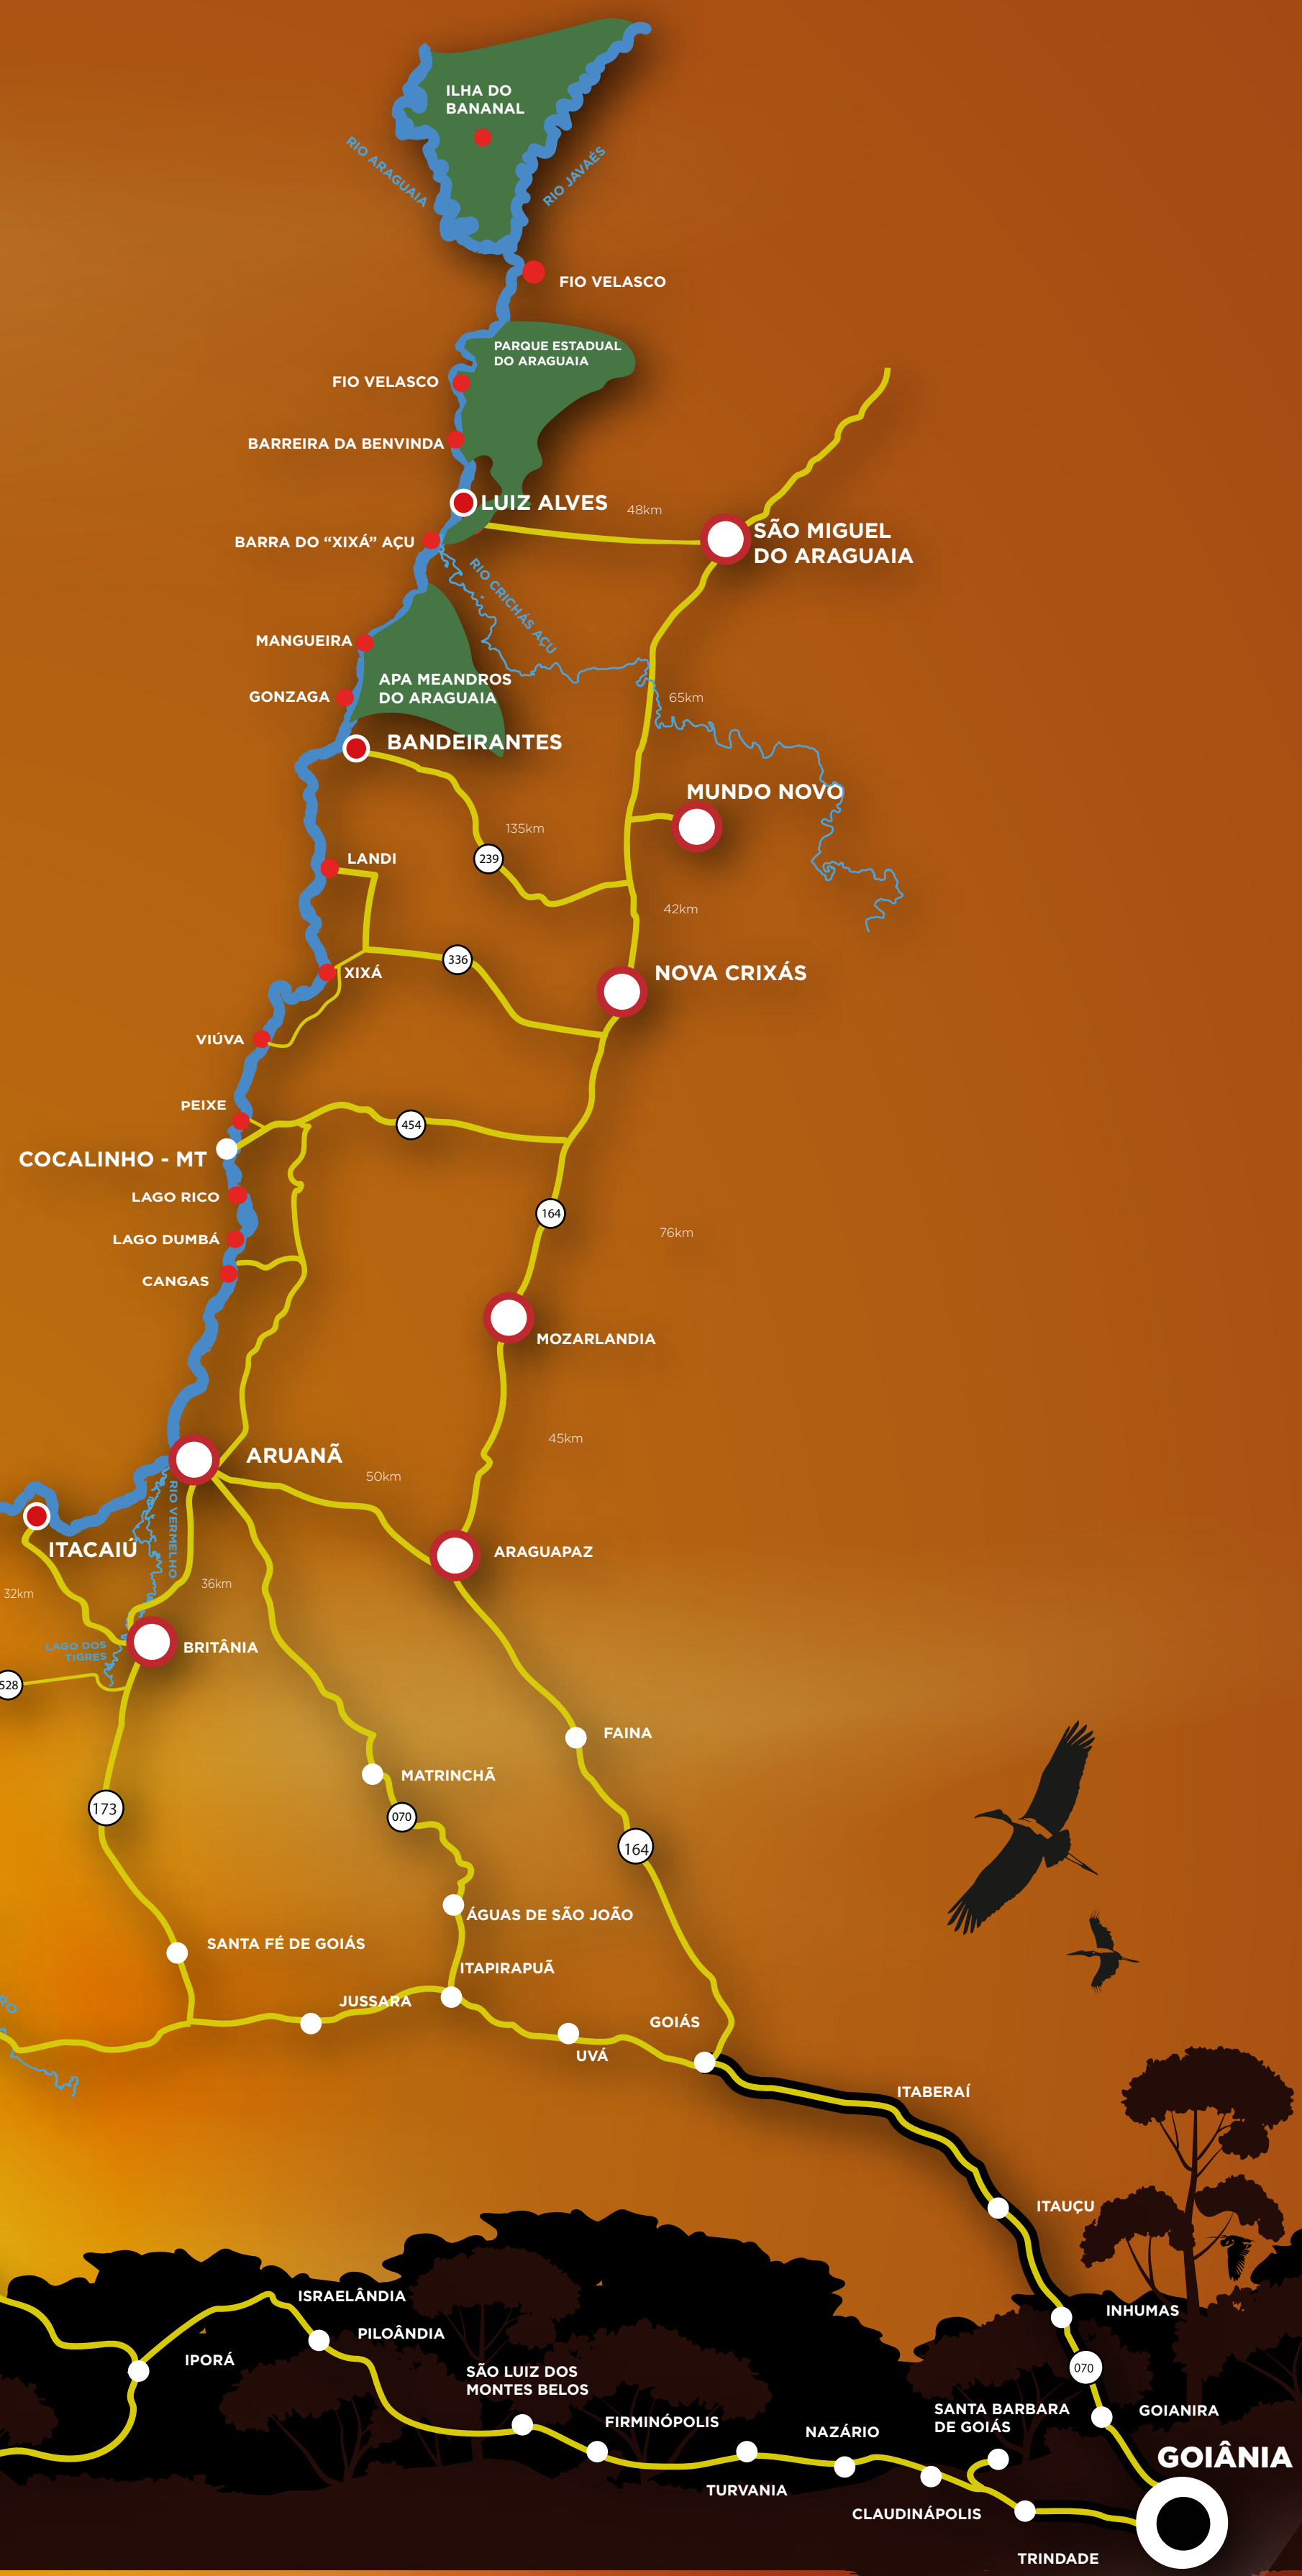 ILHA DO
BANANAL
RIO ARAGUAIA
RIO JAVAÉS
FIO VELASCO
PARQUE ESTADUAL
DO ARAGUAIA
FIO VELASCO
BARREIRA DA BENVINDA
LUIZ ALVES
48km
SÃO MIGUEL
DO ARAGUAIA
BARRA DO “XIXÁ” AÇU
RIO CRICHÁS AÇU
MANGUEIRA
APA MEANDROS
DO ARAGUAIA
GONZAGA
65km
BANDEIRANTES
MUNDO NOVO
135km
239
LANDI
42km
336
XIXÁ
NOVA CRIXÁS
VIÚVA
PEIXE
454
COCALINHO - MT
LAGO RICO
164
LAGO DUMBÁ
76km
CANGAS
MOZARLANDIA
45km
ARUANÃ
50km
RIO VERMELHO
ITACAIÚ
ARAGUAPAZ
32km
36km
LAGO DOS
TIGRES
BRITÂNIA
528
FAINA
MATRINCHÃ
173
070
164
ÁGUAS DE SÃO JOÃO
SANTA FÉ DE GOIÁS
ITAPIRAPUÃ
JUSSARA
RO
GOIÁS
UVÁ
ITABERAÍ
ITAUÇU
ISRAELÂNDIA
INHUMAS
PILOÂNDIA
IPORÁ
070
SÃO LUIZ DOS
MONTES BELOS
SANTA BARBARA
DE GOIÁS
GOIANIRA
FIRMINÓPOLIS
NAZÁRIO
GOIÂNIA
TURVANIA
CLAUDINÁPOLIS
TRINDADE